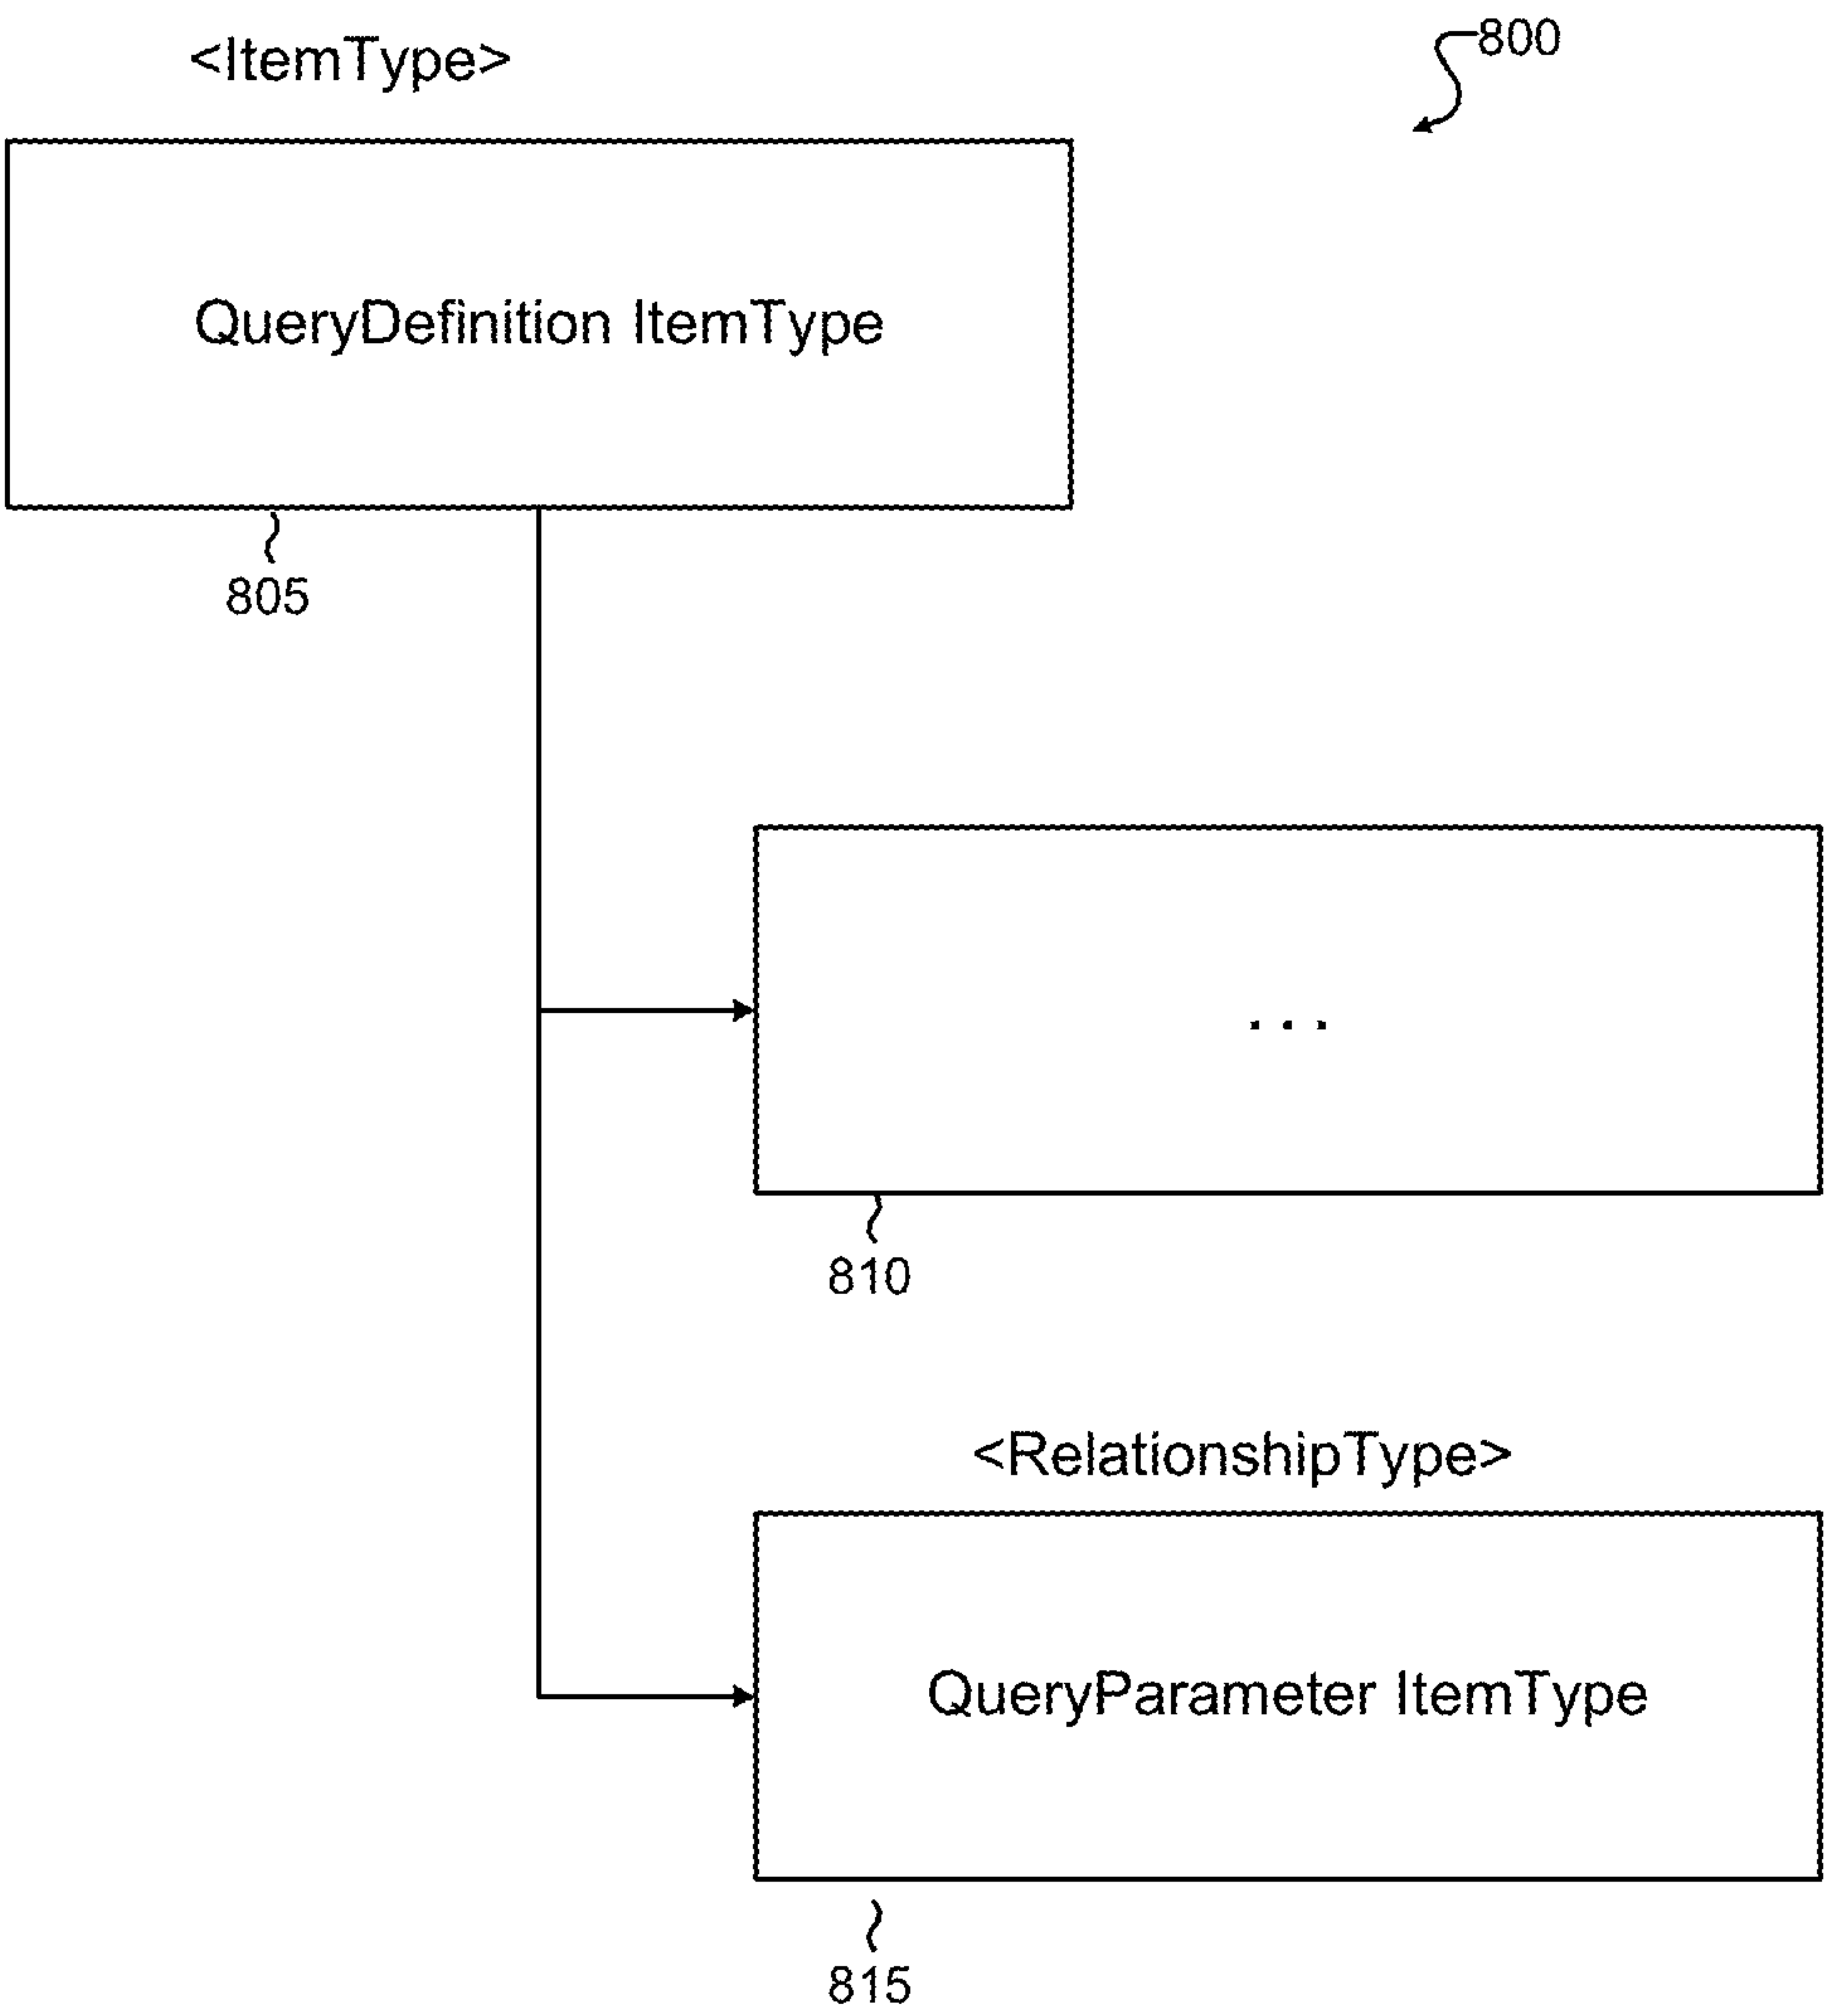 <ItemType>
800
QueryDefinition ItemType
805
...
810
<RelationshipType>
QueryParameter ItemType
815